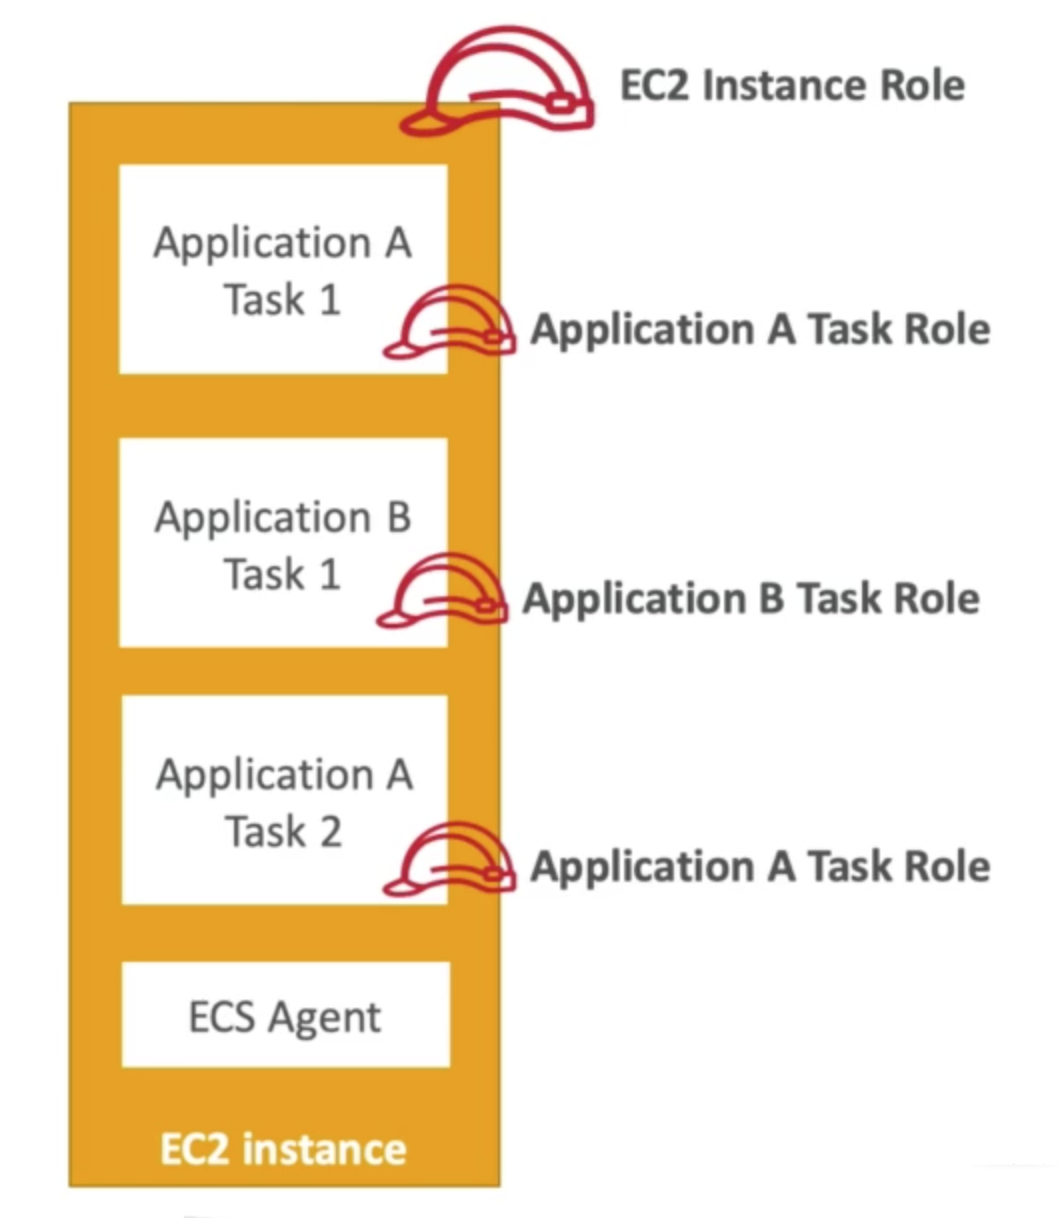 EC2 Instance Role
Application A
Task 1
Application A Task Role
Application B
Task 1
Application B Task Role
Application A
Task 2
Application A Task Role
ECS Agent
EC2 instance